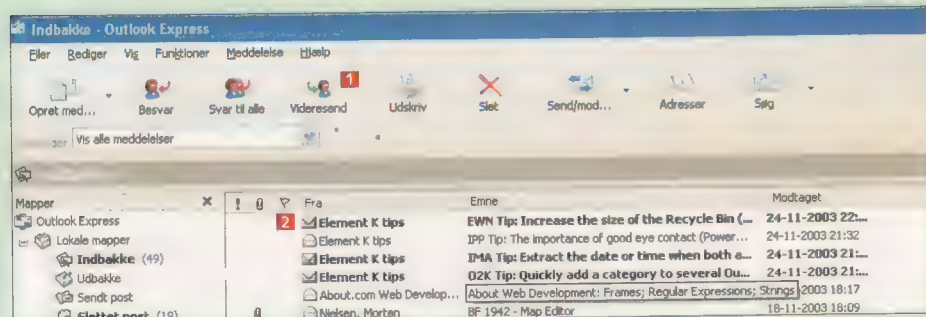 Indbakke - Outlook Express
Filer Rediger Vis Funktioner Meddelelse Hjælp
1
Opret med... Besvar Svar til alle Videresend Udskriv Slet Send/mod... Adresser Søg
Vis alle meddelelser
Mapper ! Fra Emne Modtaget
Outlook Express 2 Element K tips EWN Tip: Increase the size of the Recycle Bin (... 24-11-2003 22:...
Lokale mapper Element K tips IPP Tip: The importance of good eye contact (Power... 24-11-2003 21:32
Indbakke (49) Element K tips IMA Tip: Extract the date or time when both a... 24-11-2003 21:...
Udbakke Element K tips O2K Tip: Quickly add a category to several Ou... 24-11-2003 21:...
Sendt post About.com Web Develop... About Web Development: Frames; Regular Expressions; Strings 2003 18:17
Slettet post (19) Nielsen, Morten BF 1942 - Map Editor 18-11-2003 18:09